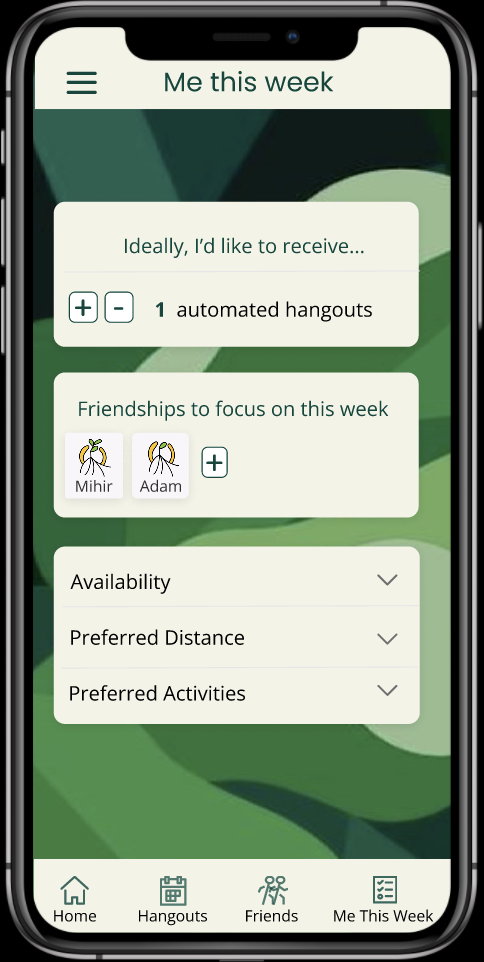 Me this week
Ideally, I'd like to receive...
+ - 1 automated hangouts
Friendships to focus on this week
Mihir Adam +
Availability
Preferred Distance
Preferred Activities
Home Hangouts Friends Me This Week